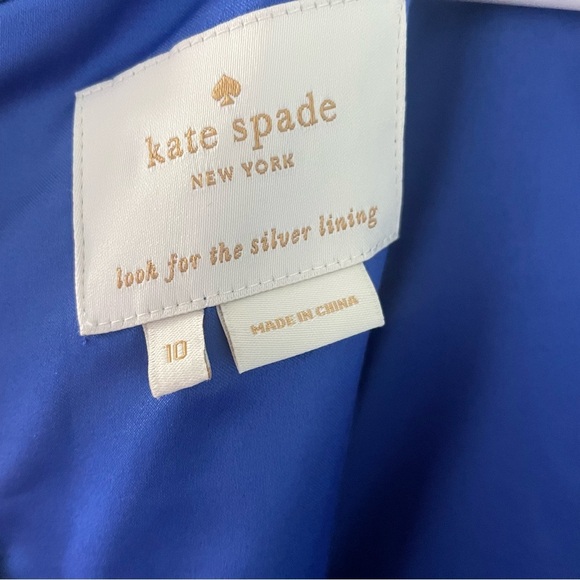 kate spade
NEW YORK
look for the silver lining
10
MADE IN CHINA